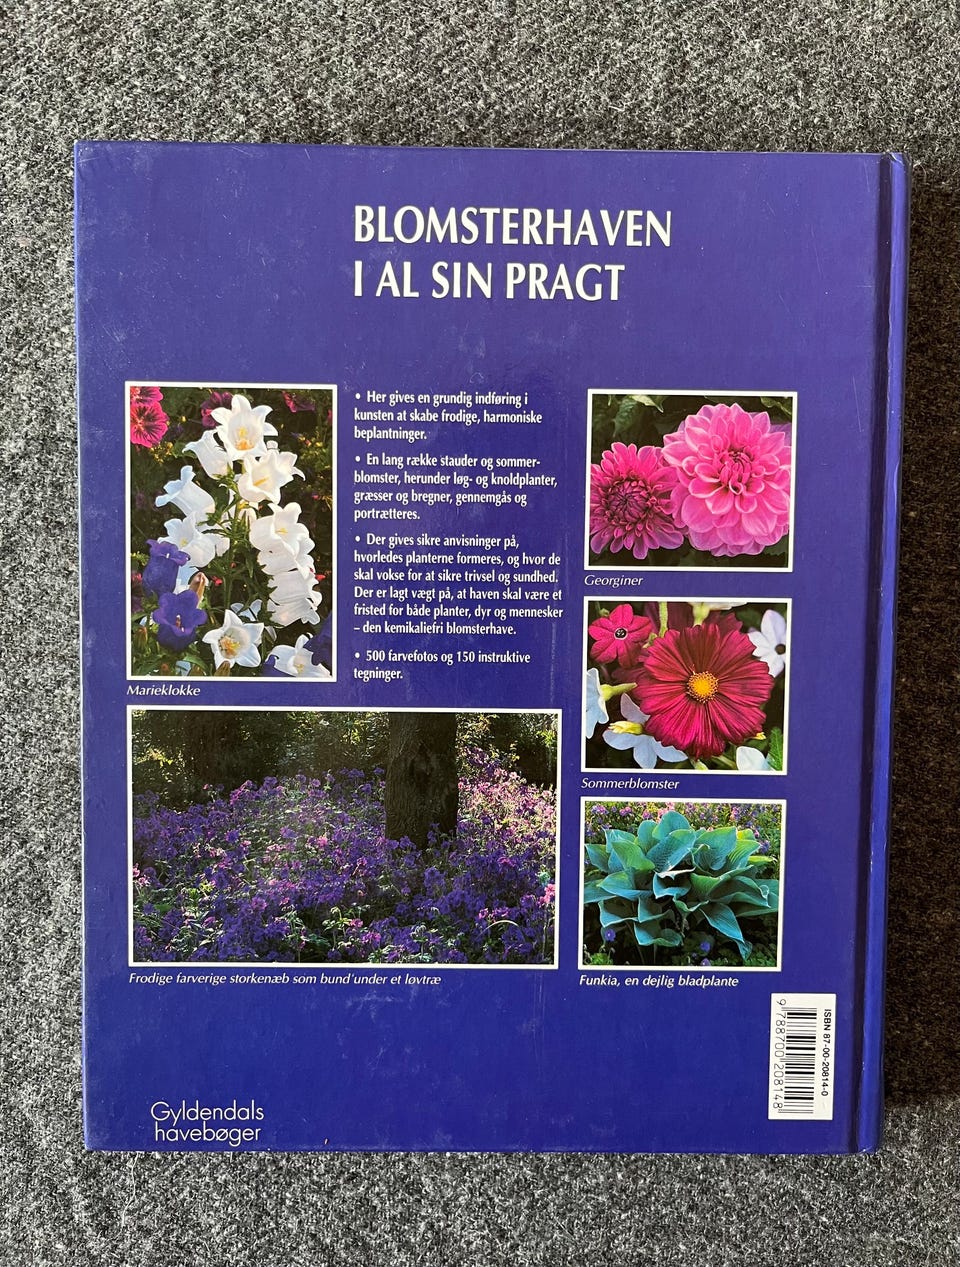 BLOMSTERHAVEN
I AL SIN PRAGT
• Her gives en grundig indføring i
kunsten at skabe frodige, harmoniske
beplantninger.
• En lang række stauder og sommer-
blomster, herunder løg- og knoldplanter,
græsser og bregner, gennemgås og
portrætteres.
• Der gives sikre anvisninger på,
hvorledes planterne formeres, og hvor de
skal vokse for at sikre trivsel og sundhed.
Der er lagt vægt på, at haven skal være et
fristed for både planter, dyr og mennesker
– den kemikaliefri blomsterhave.
• 500 farvefotos og 150 instruktive
tegninger.
Marieklokke
Georginer
Sommerblomster
Frodige farverige storkenæb som bund under et løvtræ
Funkia, en dejlig bladplante
ISBN 87-00-20814-0
9 788700 208148
Gyldendals
havebøger